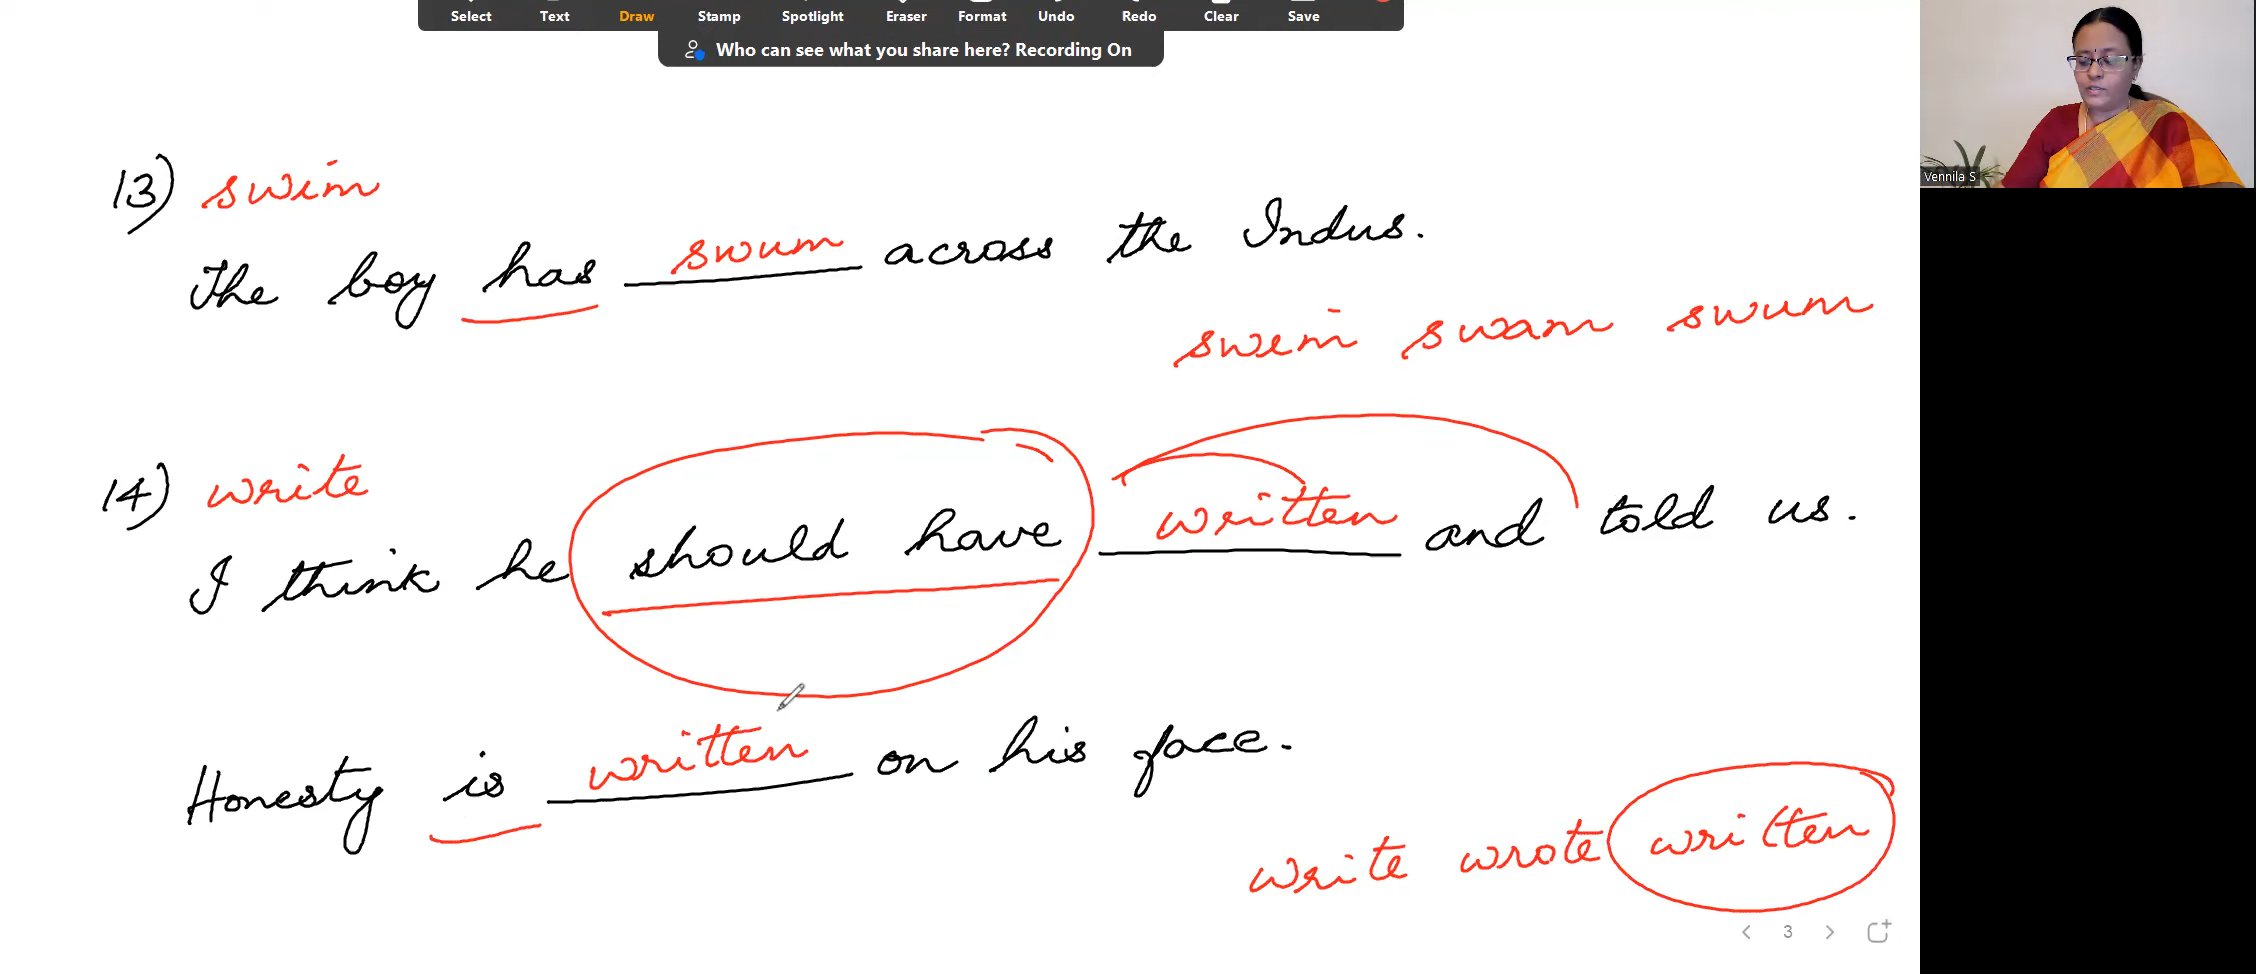 Select Text Draw Stamp Spotlight Eraser Format Undo Redo Clear Save
Who can see what you share here? Recording On
Vennila S
13) swim
The boy has swum across the Indus.
swim swam swum
14) write
I think he should have written and told us.
Honesty is written on his face.
write wrote written
3